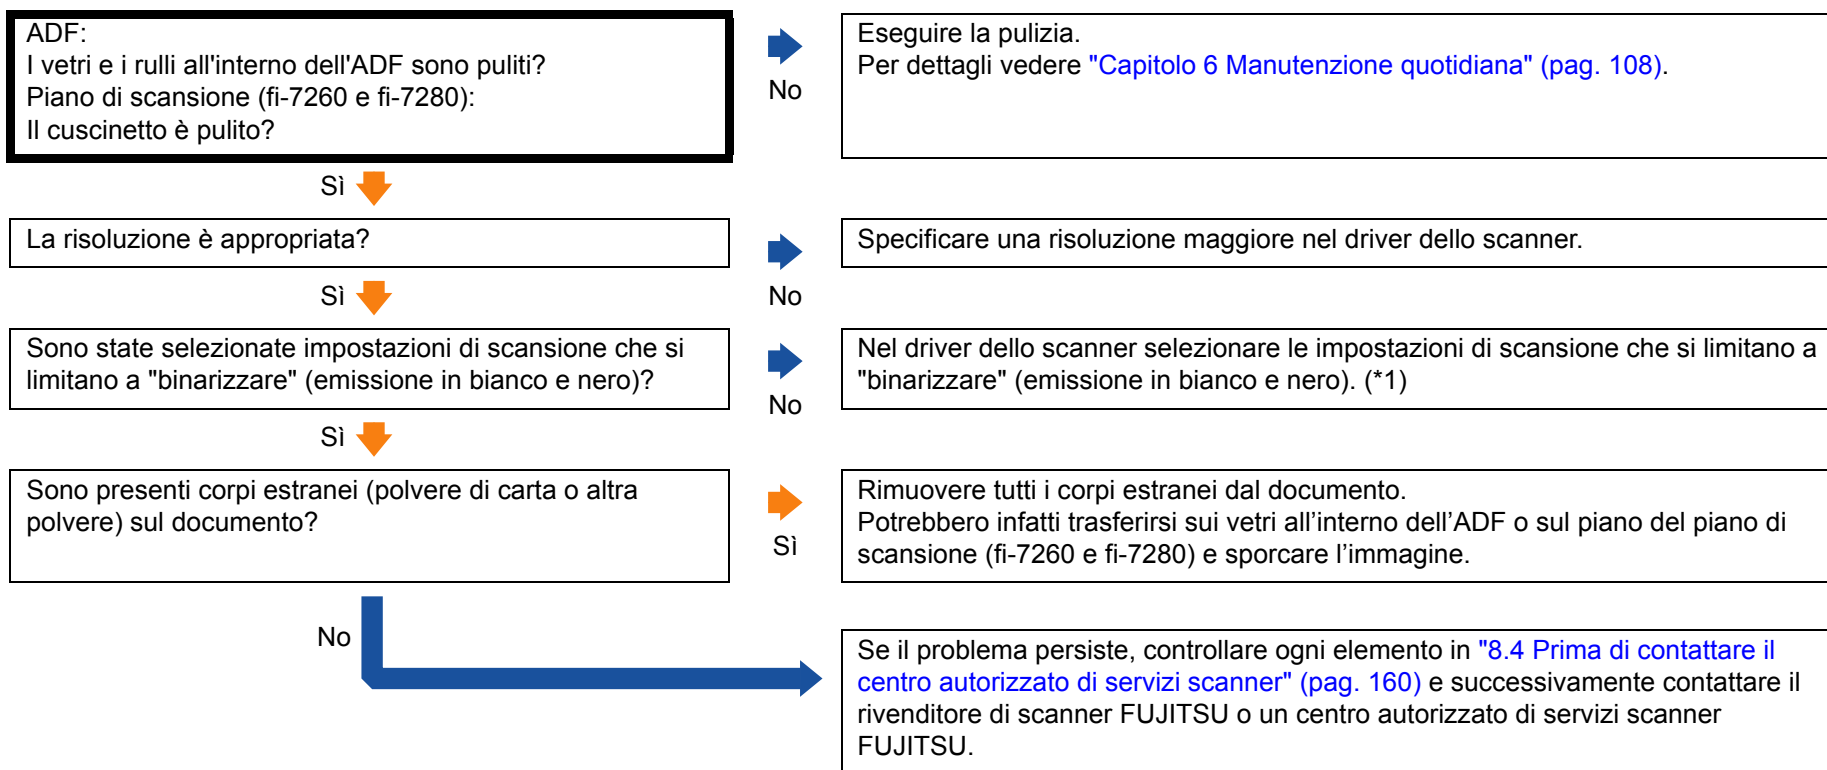 ADF:
I vetri e i rulli all'interno dell'ADF sono puliti?
Piano di scansione (fi-7260 e fi-7280):
Il cuscinetto è pulito?
No
Eseguire la pulizia.
Per dettagli vedere "Capitolo 6 Manutenzione quotidiana" (pag. 108).
Sì
La risoluzione è appropriata?
No
Specificare una risoluzione maggiore nel driver dello scanner.
Sì
Sono state selezionate impostazioni di scansione che si
limitano a "binarizzare" (emissione in bianco e nero)?
No
Nel driver dello scanner selezionare le impostazioni di scansione che si limitano a
"binarizzare" (emissione in bianco e nero). (*1)
Sì
Sono presenti corpi estranei (polvere di carta o altra
polvere) sul documento?
Sì
Rimuovere tutti i corpi estranei dal documento.
Potrebbero infatti trasferirsi sui vetri all’interno dell’ADF o sul piano del piano di
scansione (fi-7260 e fi-7280) e sporcare l’immagine.
No
Se il problema persiste, controllare ogni elemento in "8.4 Prima di contattare il
centro autorizzato di servizi scanner" (pag. 160) e successivamente contattare il
rivenditore di scanner FUJITSU o un centro autorizzato di servizi scanner
FUJITSU.